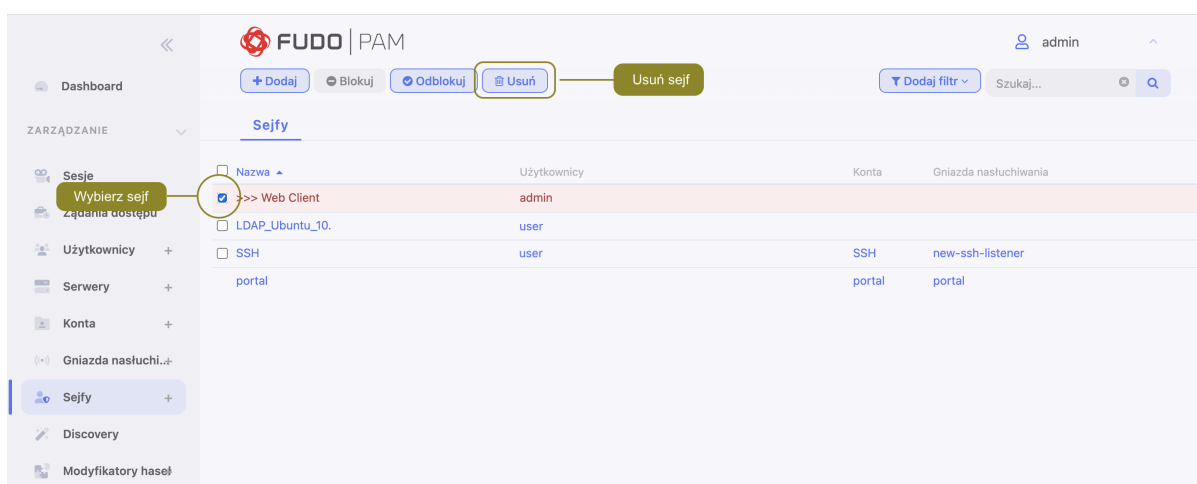 FUDO | PAM
admin
+ Dodaj
Blokuj
Odblokuj
Usuń
Usuń sejf
Dodaj filtr
Szukaj...
Dashboard
Sejfy
ZARZĄDZANIE
Nazwa Użytkownicy Konta Gniazda nasłuchiwania
Sesje
Wybierz sejf
>>> Web Client admin
Żądania dostępu
LDAP_Ubuntu_10. user
Użytkownicy +
SSH user SSH new-ssh-listener
portal portal portal
Serwery +
Konta +
Gniazda nasłuchi...+
Sejfy +
Discovery
Modyfikatory haseł